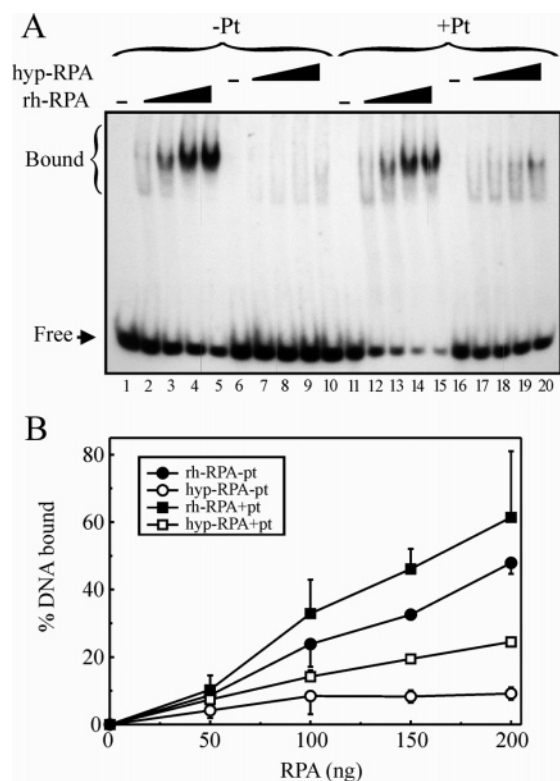 A
-Pt +Pt
hyp-RPA –
rh-RPA –
Bound
Free
1 2 3 4 5 6 7 8 9 10 11 12 13 14 15 16 17 18 19 20
B
80
60
40
20
0
% DNA bound
rh-RPA-pt
hyp-RPA-pt
rh-RPA+pt
hyp-RPA+pt
0 50 100 150 200
RPA (ng)